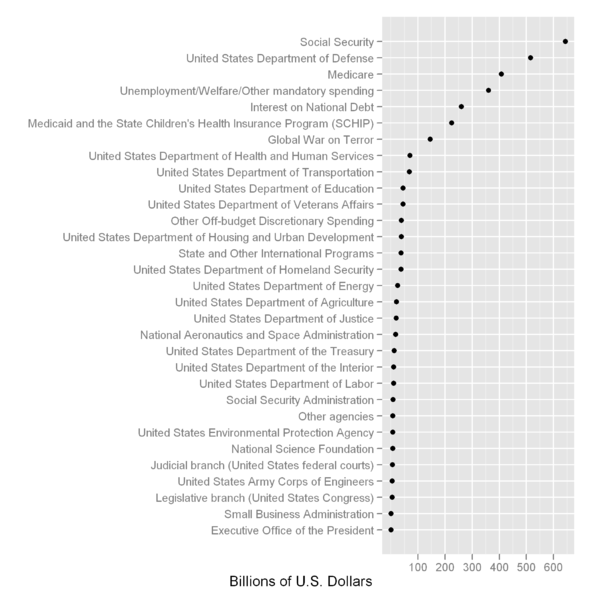 Social Security
United States Department of Defense
Medicare
Unemployment/Welfare/Other mandatory spending
Interest on National Debt
Medicaid and the State Children's Health Insurance Program (SCHIP)
Global War on Terror
United States Department of Health and Human Services
United States Department of Transportation
United States Department of Education
United States Department of Veterans Affairs
Other Off-budget Discretionary Spending
United States Department of Housing and Urban Development
State and Other International Programs
United States Department of Homeland Security
United States Department of Energy
United States Department of Agriculture
United States Department of Justice
National Aeronautics and Space Administration
United States Department of the Treasury
United States Department of the Interior
United States Department of Labor
Social Security Administration
Other agencies
United States Environmental Protection Agency
National Science Foundation
Judicial branch (United States federal courts)
United States Army Corps of Engineers
Legislative branch (United States Congress)
Small Business Administration
Executive Office of the President
100 200 300 400 500 600
Billions of U.S. Dollars